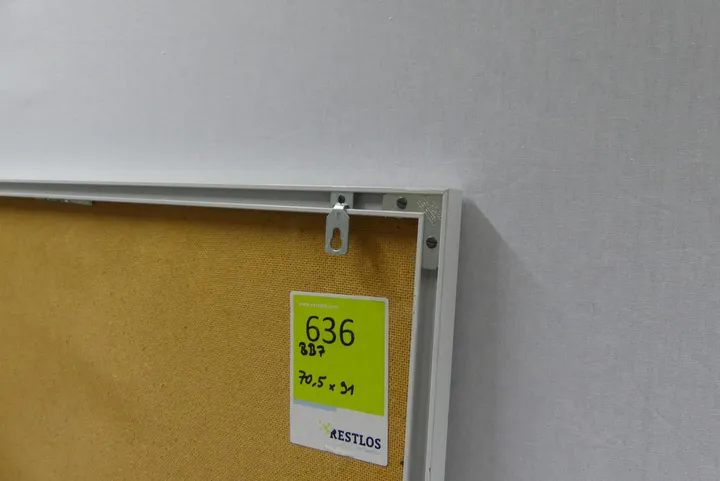 636
BB7
70,5 x 91
RESTLOS